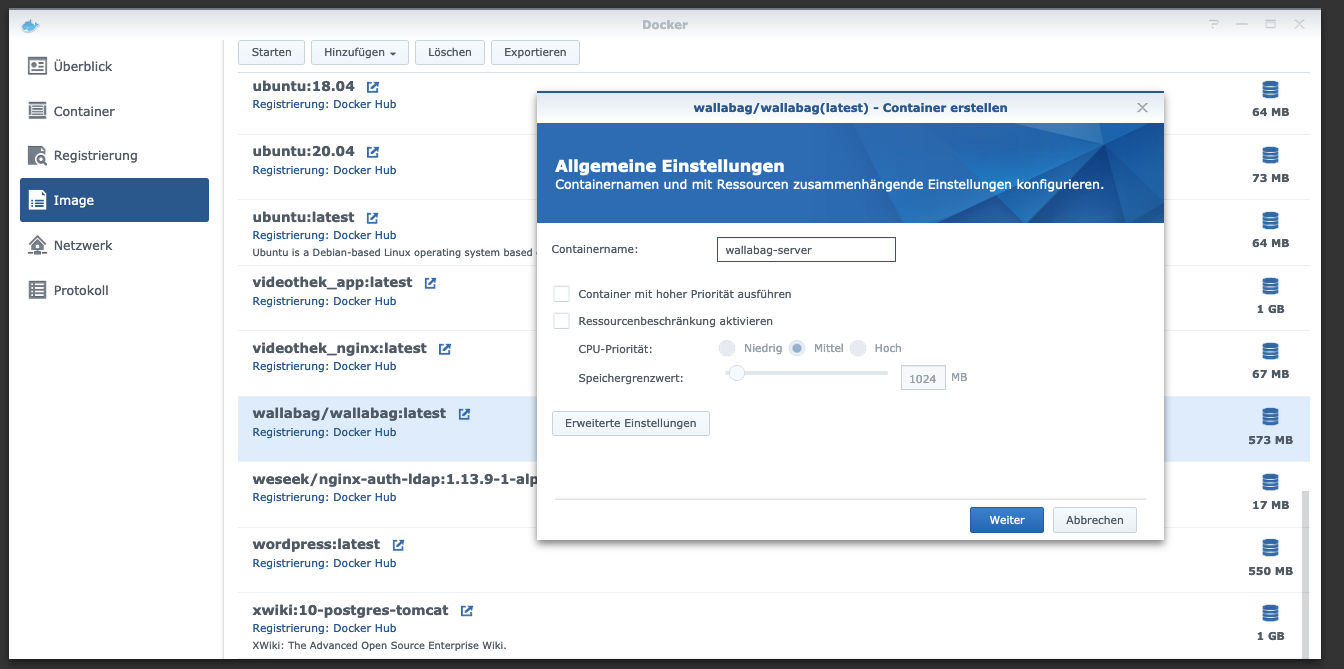 Docker
Überblick
Container
Registrierung
Image
Netzwerk
Protokoll
Starten
Hinzufügen
Löschen
Exportieren
ubuntu:18.04
Registrierung: Docker Hub
64 MB
ubuntu:20.04
Registrierung: Docker Hub
73 MB
ubuntu:latest
Registrierung: Docker Hub
Ubuntu is a Debian-based Linux operating system based
64 MB
videothek_app:latest
Registrierung: Docker Hub
1 GB
videothek_nginx:latest
Registrierung: Docker Hub
67 MB
wallabag/wallabag:latest
Registrierung: Docker Hub
573 MB
weseek/nginx-auth-ldap:1.13.9-1-alp
Registrierung: Docker Hub
17 MB
wordpress:latest
Registrierung: Docker Hub
550 MB
xwiki:10-postgres-tomcat
Registrierung: Docker Hub
XWiki: The Advanced Open Source Enterprise Wiki.
1 GB
wallabag/wallabag(latest) - Container erstellen
Allgemeine Einstellungen
Containernamen und mit Ressourcen zusammenhängende Einstellungen konfigurieren.
Containername: wallabag-server
Container mit hoher Priorität ausführen
Ressourcenbeschränkung aktivieren
CPU-Priorität: Niedrig Mittel Hoch
Speichergrenzwert: 1024 MB
Erweiterte Einstellungen
Weiter
Abbrechen